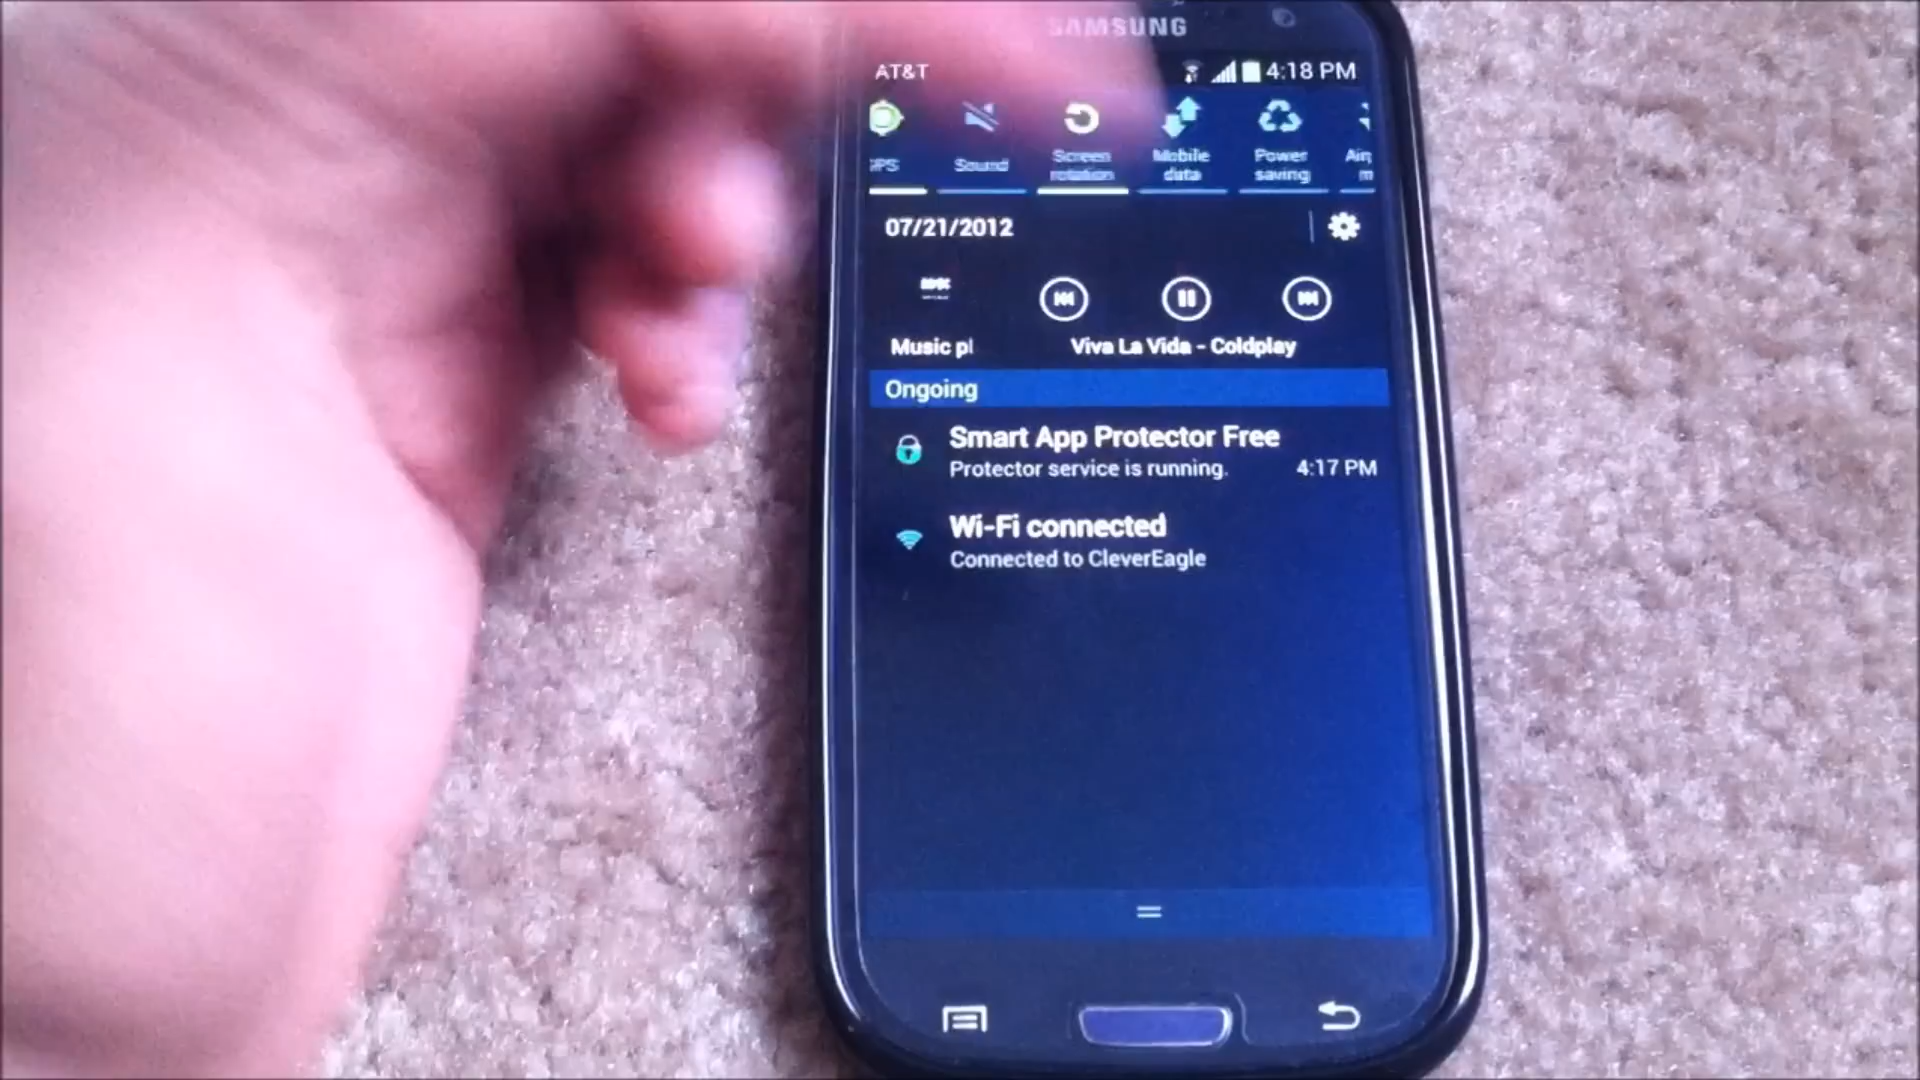 SAMSUNG
AT&T 4:18 PM
GPS Sound Screen rotation Mobile data Power saving
07/21/2012
Music pl Viva La Vida - Coldplay
Ongoing
Smart App Protector Free
Protector service is running. 4:17 PM
Wi-Fi connected
Connected to CleverEagle